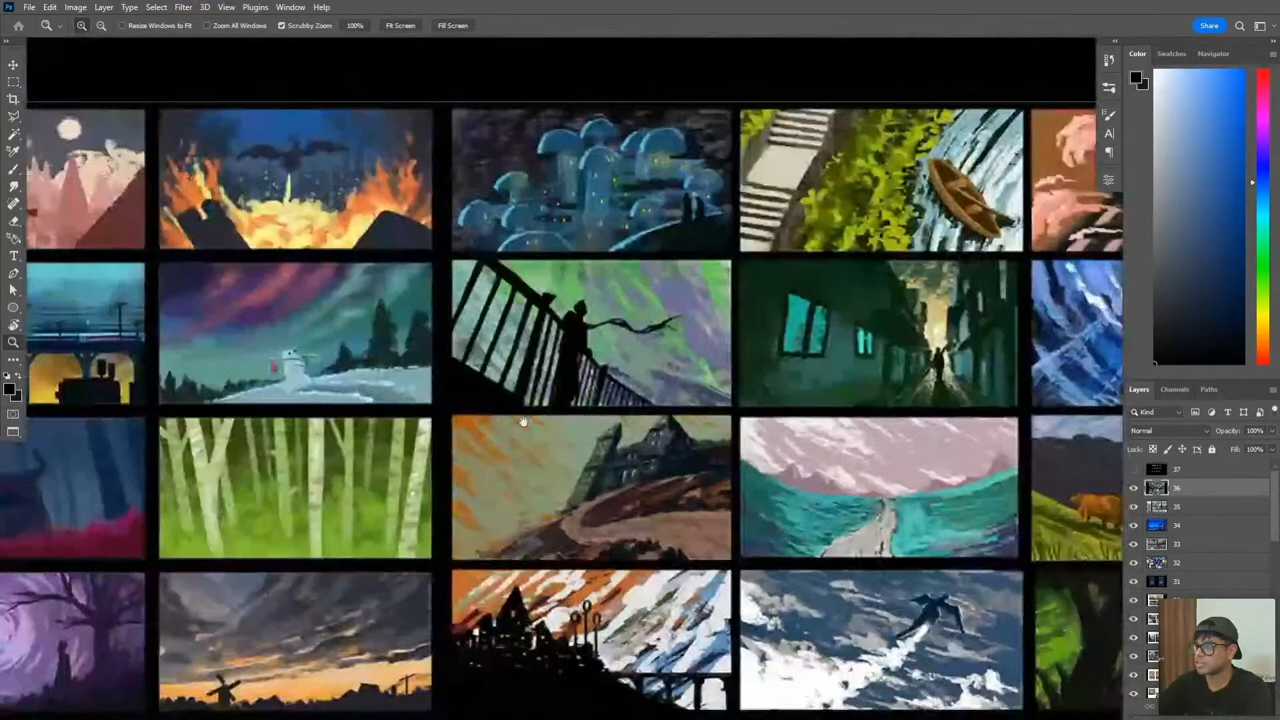 Ps File Edit Image Layer Type Select Filter 3D View Plugins Window Help
Resize Windows to Fit Zoom All Windows Scrubby Zoom 100% Fit Screen Fill Screen Share
Color Swatches Navigator
Layers Channels Paths
Kind
Normal Opacity: 100%
Lock: Fill: 100%
37
36
35
34
33
32
31